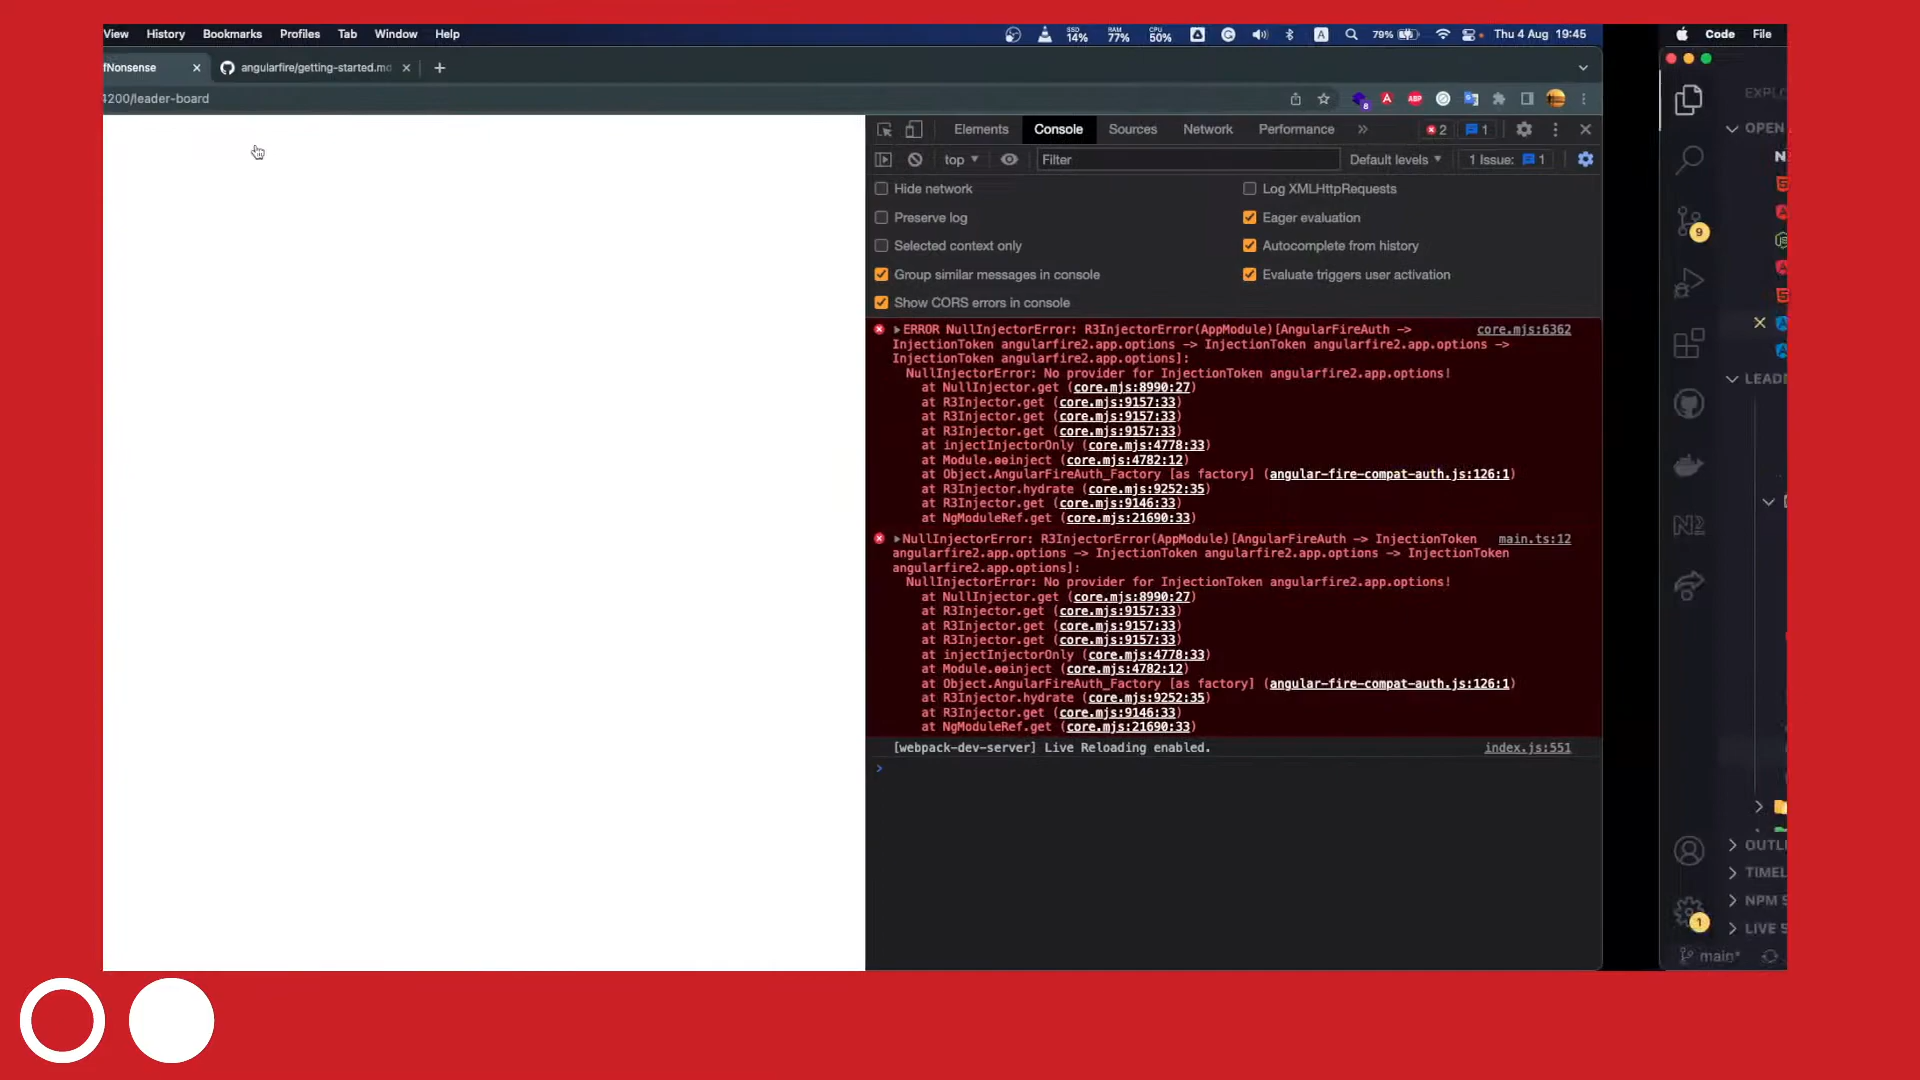 View History Bookmarks Profiles Tab Window Help SSD 14% RAM 77% CPU 50% A 79% Thu 4 Aug 19:45
Code File
fNonsense angularfire/getting-started.md
4200/leader-board
8 ABP
Elements Console Sources Network Performance 2 1
top Filter Default levels 1 Issue: 1
Hide network Log XMLHttpRequests
Preserve log Eager evaluation
Selected context only Autocomplete from history
Group similar messages in console Evaluate triggers user activation
Show CORS errors in console
ERROR NullInjectorError: R3InjectorError(AppModule)[AngularFireAuth -> core.mjs:6362
InjectionToken angularfire2.app.options -> InjectionToken angularfire2.app.options ->
InjectionToken angularfire2.app.options]:
NullInjectorError: No provider for InjectionToken angularfire2.app.options!
at NullInjector.get (core.mjs:8990:27)
at R3Injector.get (core.mjs:9157:33)
at R3Injector.get (core.mjs:9157:33)
at R3Injector.get (core.mjs:9157:33)
at injectInjectorOnly (core.mjs:4778:33)
at Module.ɵɵinject (core.mjs:4782:12)
at Object.AngularFireAuth_Factory [as factory] (angular-fire-compat-auth.js:126:1)
at R3Injector.hydrate (core.mjs:9252:35)
at R3Injector.get (core.mjs:9146:33)
at NgModuleRef.get (core.mjs:21690:33)
NullInjectorError: R3InjectorError(AppModule)[AngularFireAuth -> InjectionToken main.ts:12
angularfire2.app.options -> InjectionToken angularfire2.app.options -> InjectionToken
angularfire2.app.options]:
NullInjectorError: No provider for InjectionToken angularfire2.app.options!
at NullInjector.get (core.mjs:8990:27)
at R3Injector.get (core.mjs:9157:33)
at R3Injector.get (core.mjs:9157:33)
at R3Injector.get (core.mjs:9157:33)
at injectInjectorOnly (core.mjs:4778:33)
at Module.ɵɵinject (core.mjs:4782:12)
at Object.AngularFireAuth_Factory [as factory] (angular-fire-compat-auth.js:126:1)
at R3Injector.hydrate (core.mjs:9252:35)
at R3Injector.get (core.mjs:9146:33)
at NgModuleRef.get (core.mjs:21690:33)
[webpack-dev-server] Live Reloading enabled. index.js:551
EXPLO
OPEN
9
LEADE
OUTLI
TIMEL
NPM S
1
LIVE S
main*